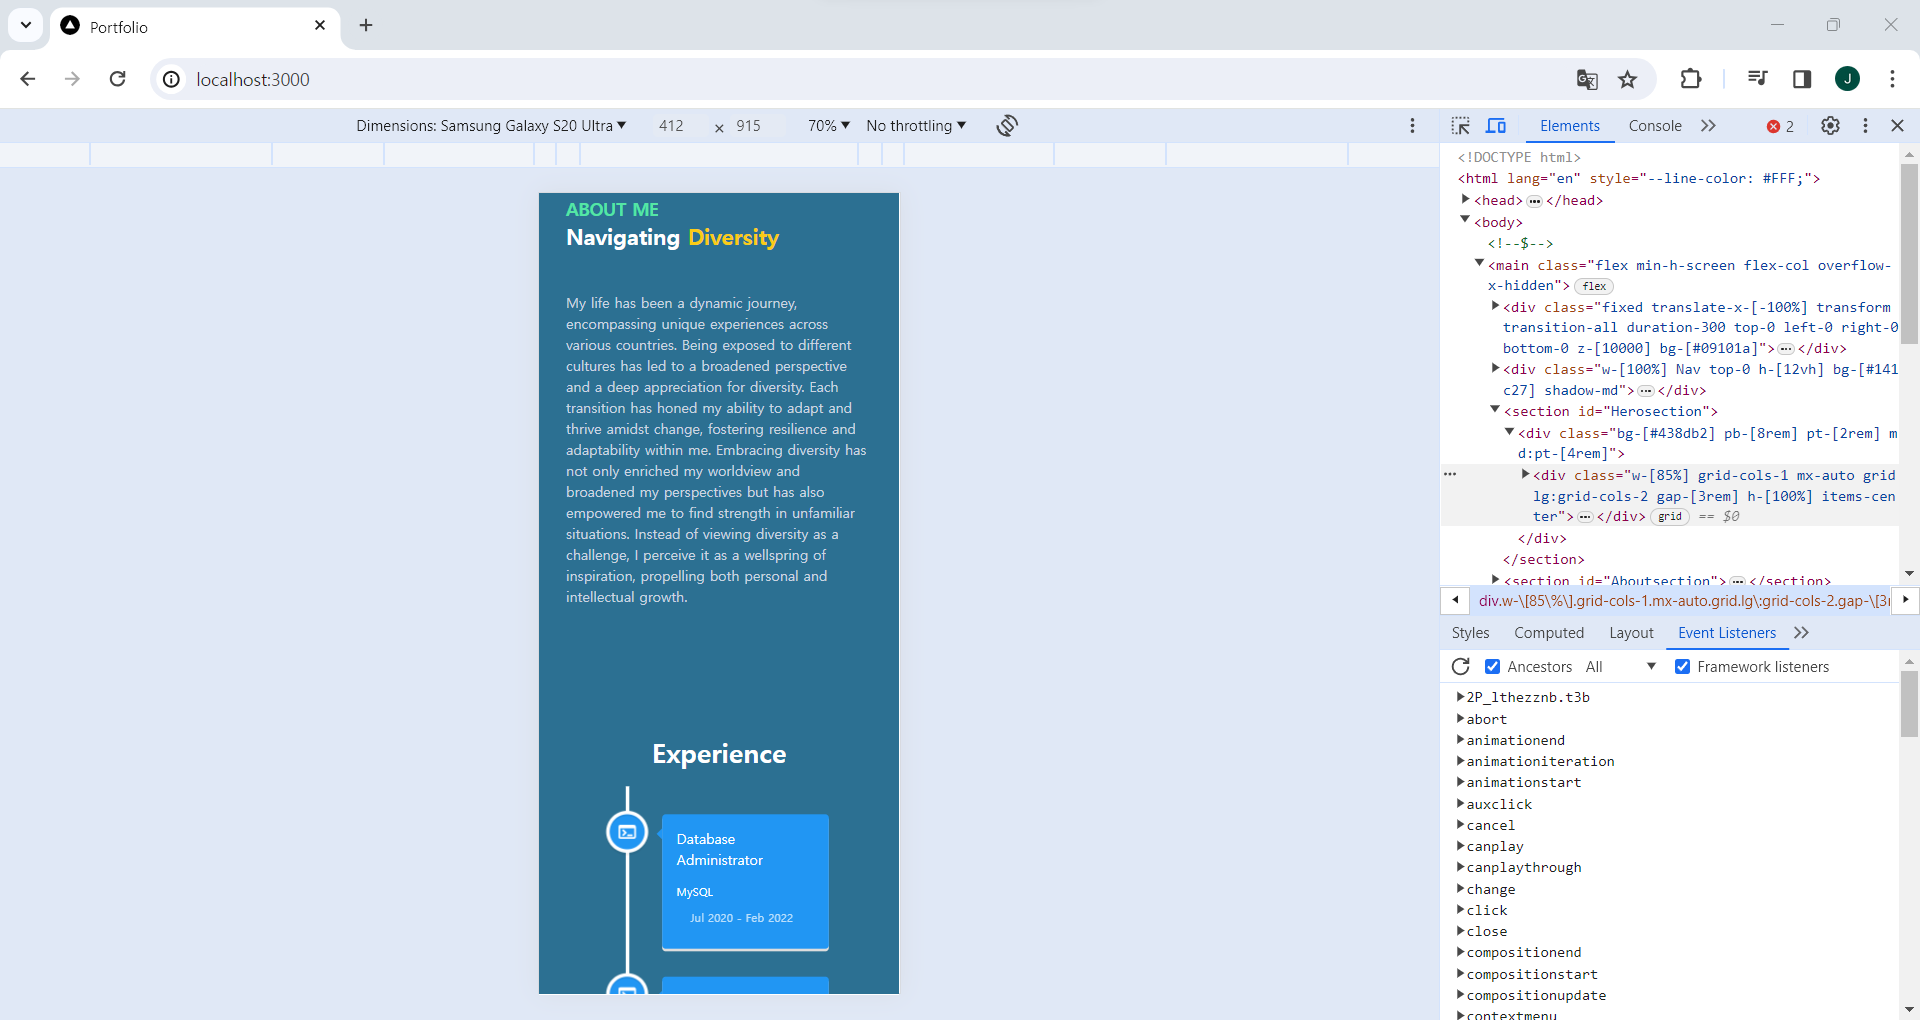 Portfolio
localhost:3000
J
Dimensions: Samsung Galaxy S20 Ultra 412 x 915 70% No throttling
Elements Console 2
ABOUT ME
Navigating Diversity
My life has been a dynamic journey,
encompassing unique experiences across
various countries. Being exposed to different
cultures has led to a broadened perspective
and a deep appreciation for diversity. Each
transition has honed my ability to adapt and
thrive amidst change, fostering resilience and
adaptability within me. Embracing diversity has
not only enriched my worldview and
broadened my perspectives but has also
empowered me to find strength in unfamiliar
situations. Instead of viewing diversity as a
challenge, I perceive it as a wellspring of
inspiration, propelling both personal and
intellectual growth.
Experience
Database
Administrator
MySQL
Jul 2020 - Feb 2022
<!DOCTYPE html>
<html lang="en" style="--line-color: #FFF;">
<head> ••• </head>
<body>
<!--$-->
<main class="flex min-h-screen flex-col overflow-
x-hidden"> flex
<div class="fixed translate-x-[-100%] transform
transition-all duration-300 top-0 left-0 right-0
bottom-0 z-[10000] bg-[#09101a]"> ••• </div>
<div class="w-[100%] Nav top-0 h-[12vh] bg-[#141
c27] shadow-md"> ••• </div>
<section id="Herosection">
<div class="bg-[#438db2] pb-[8rem] pt-[2rem] m
d:pt-[4rem]">
••• <div class="w-[85%] grid-cols-1 mx-auto grid
lg:grid-cols-2 gap-[3rem] h-[100%] items-cen
ter"> ••• </div> grid == $0
</div>
</section>
<section id="Aboutsection"> ••• </section>
div.w-\[85\%\].grid-cols-1.mx-auto.grid.lg\:grid-cols-2.gap-\[3r
Styles Computed Layout Event Listeners
Ancestors All Framework listeners
2P_lthezznb.t3b
abort
animationend
animationiteration
animationstart
auxclick
cancel
canplay
canplaythrough
change
click
close
compositionend
compositionstart
compositionupdate
contextmenu